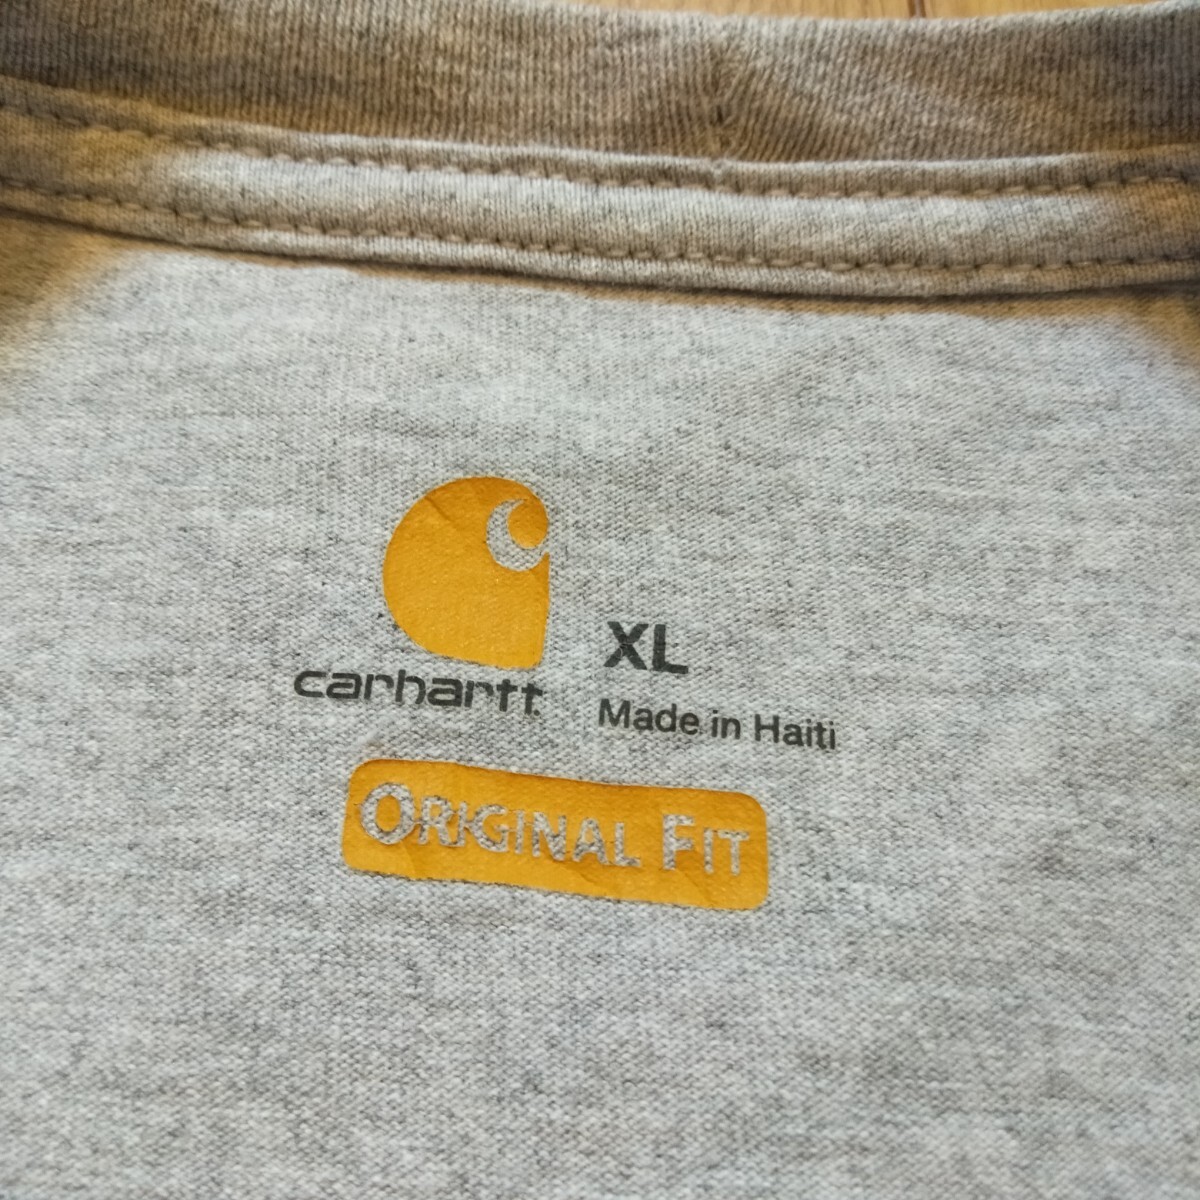 carhartt.
XL
Made in Haiti
ORIGINAL FIT